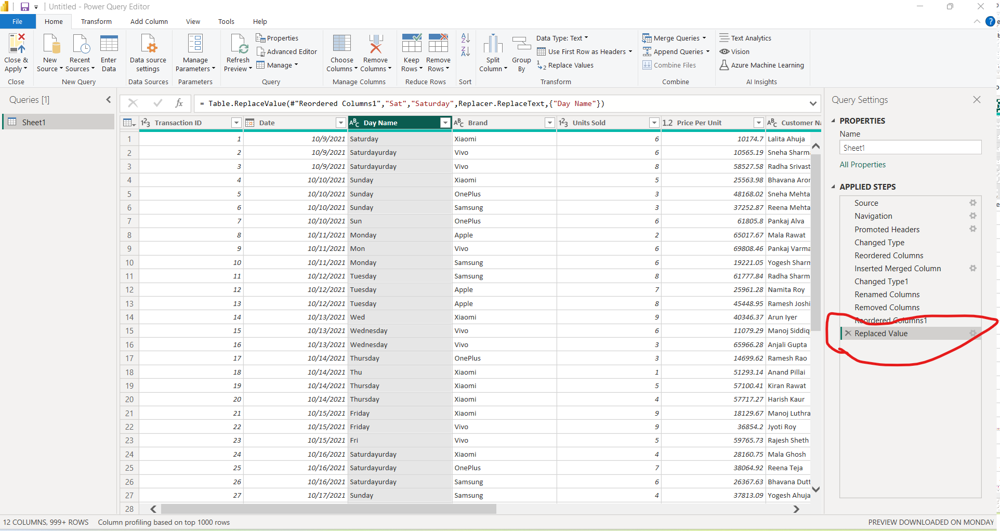 Untitled - Power Query Editor
File Home Transform Add Column View Tools Help
Close & Apply
New Source
Recent Sources
Enter Data
Data source settings
Manage Parameters
Refresh Preview
Properties
Advanced Editor
Manage
Choose Columns
Remove Columns
Keep Rows
Remove Rows
Split Column
Group By
Data Type: Text
Use First Row as Headers
Replace Values
Merge Queries
Append Queries
Combine Files
Text Analytics
Vision
Azure Machine Learning
Close New Query Data Sources Parameters Query Manage Columns Reduce Rows Sort Transform Combine AI Insights
Queries [1]
Sheet1
fx = Table.ReplaceValue(#"Reordered Columns1","Sat","Saturday",Replacer.ReplaceText,{"Day Name"})
Transaction ID Date Day Name Brand Units Sold Price Per Unit Customer Na
1 1 10/9/2021 Saturday Xiaomi 6 10174.7 Lalita Ahuja
2 2 10/9/2021 Saturdayurday Vivo 6 10565.19 Sneha Sharm
3 3 10/9/2021 Saturdayurday Vivo 8 58527.58 Radha Srivast
4 4 10/10/2021 Sunday Xiaomi 5 25563.98 Bhavana Aror
5 5 10/10/2021 Sunday OnePlus 3 48168.02 Sneha Mehta
6 6 10/10/2021 Sunday Samsung 3 37252.87 Reena Mehta
7 7 10/10/2021 Sun OnePlus 6 61805.8 Pankaj Alva
8 8 10/11/2021 Monday Apple 2 65017.67 Mala Rawat
9 9 10/11/2021 Mon Vivo 6 69808.46 Pankaj Varma
10 10 10/11/2021 Monday Samsung 6 19221.05 Yogesh Sharm
11 11 10/12/2021 Tuesday Samsung 8 61777.84 Radha Sharm
12 12 10/12/2021 Tuesday Apple 7 25961.28 Namita Roy
13 13 10/12/2021 Tuesday Apple 8 45448.95 Ramesh Joshi
14 14 10/13/2021 Wed Xiaomi 9 40346.37 Arun Iyer
15 15 10/13/2021 Wednesday Vivo 6 11079.29 Manoj Siddiq
16 16 10/13/2021 Wednesday Vivo 3 65966.28 Anjali Gupta
17 17 10/14/2021 Thursday OnePlus 3 14699.62 Ramesh Rao
18 18 10/14/2021 Thu Xiaomi 1 51293.14 Anand Pillai
19 19 10/14/2021 Thursday Xiaomi 5 57100.41 Kiran Rawat
20 20 10/14/2021 Thursday Xiaomi 4 57717.27 Harish Kaur
21 21 10/15/2021 Friday Xiaomi 9 18129.67 Manoj Luthra
22 22 10/15/2021 Friday Vivo 9 36854.2 Jyoti Roy
23 23 10/15/2021 Fri Vivo 5 59765.73 Rajesh Sheth
24 24 10/16/2021 Saturdayurday Xiaomi 4 28160.75 Mala Ghosh
25 25 10/16/2021 Saturdayurday OnePlus 7 38064.92 Reena Teja
26 26 10/16/2021 Saturdayurday Samsung 6 26367.63 Bhavana Dutt
27 27 10/17/2021 Sunday Samsung 4 37813.09 Yogesh Ahuja
28
Query Settings
PROPERTIES
Name
Sheet1
All Properties
APPLIED STEPS
Source
Navigation
Promoted Headers
Changed Type
Reordered Columns
Inserted Merged Column
Changed Type1
Renamed Columns
Removed Columns
Reordered Columns1
Replaced Value
12 COLUMNS, 999+ ROWS Column profiling based on top 1000 rows PREVIEW DOWNLOADED ON MONDAY